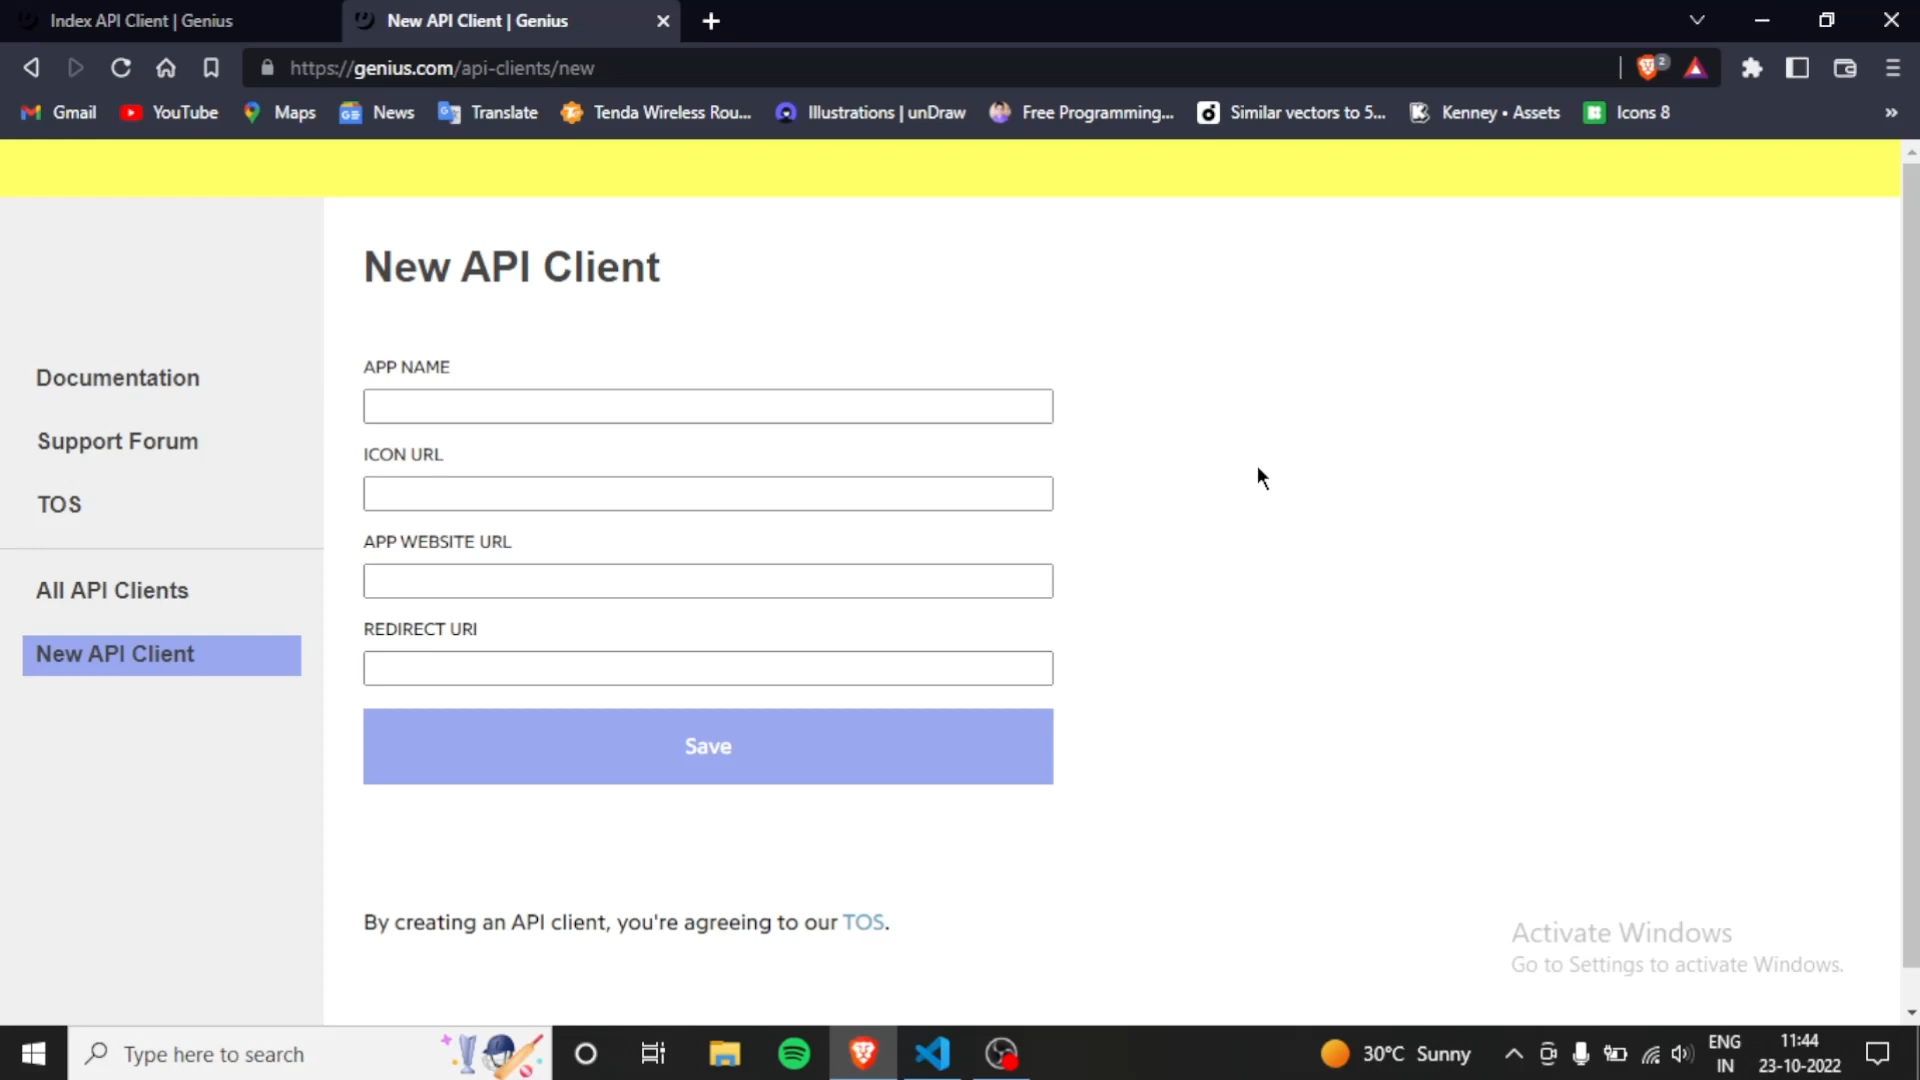 Index API Client | Genius
New API Client | Genius
https://genius.com/api-clients/new
2
Gmail
YouTube
Maps
News
Translate
Tenda Wireless Rou...
Illustrations | unDraw
Free Programming...
Similar vectors to 5...
Kenney • Assets
Icons 8
»
New API Client
APP NAME
ICON URL
APP WEBSITE URL
REDIRECT URI
Save
By creating an API client, you're agreeing to our TOS.
Documentation
Support Forum
TOS
All API Clients
New API Client
Activate Windows
Go to Settings to activate Windows.
Type here to search
30°C Sunny
ENG
IN
11:44
23-10-2022